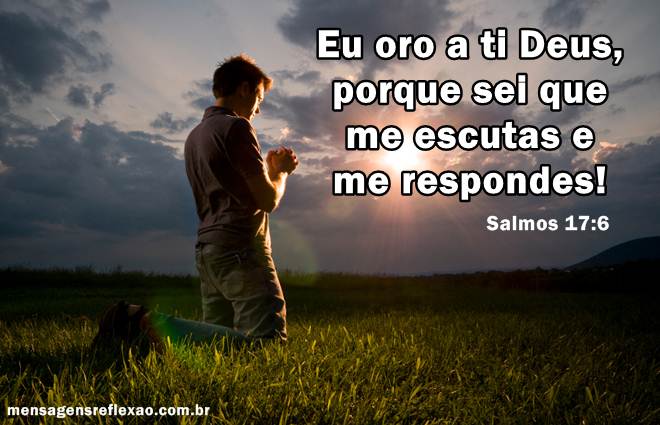 Eu oro a ti Deus,
porque sei que
me escutas e
me respondes!
Salmos 17:6
mensagensreflexao.com.br